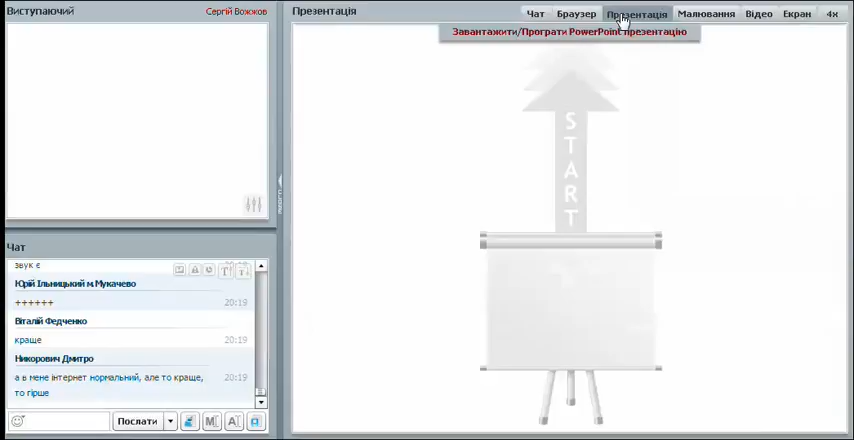 Виступаючий
Сергій Вожжов
Презентація
Чат Браузер Презентація Малювання Відео Екран 4x
Завантажити/Програти PowerPoint презентацію
START
Чат
звук є
Юрій Ільницький м.Мукачево
++++++ 20:19
Віталій Федченко
краще 20:19
Никорович Дмитро
а в мене інтернет нормальний, але то краще, 20:19
то гірше
Послати